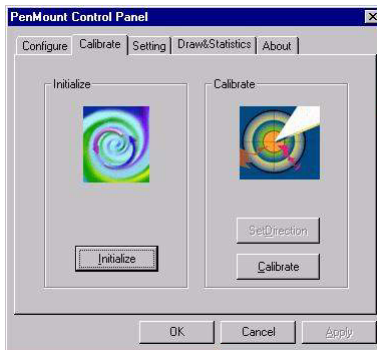 PenMount Control Panel
Configure Calibrate Setting Draw&Statistics About
Initialize
Calibrate
SetDirection
Initialize
Calibrate
OK Cancel Apply